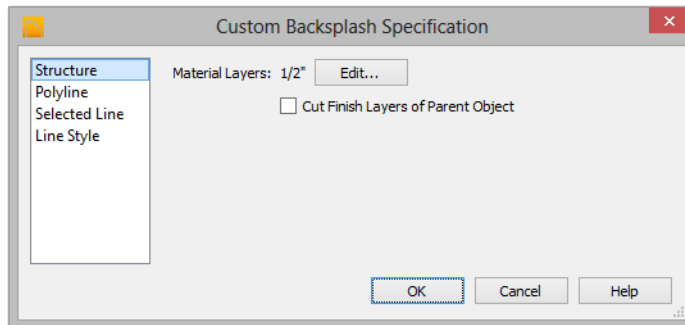 Custom Backsplash Specification
Structure
Polyline
Selected Line
Line Style
Material Layers: 1/2" Edit...
Cut Finish Layers of Parent Object
OK Cancel Help